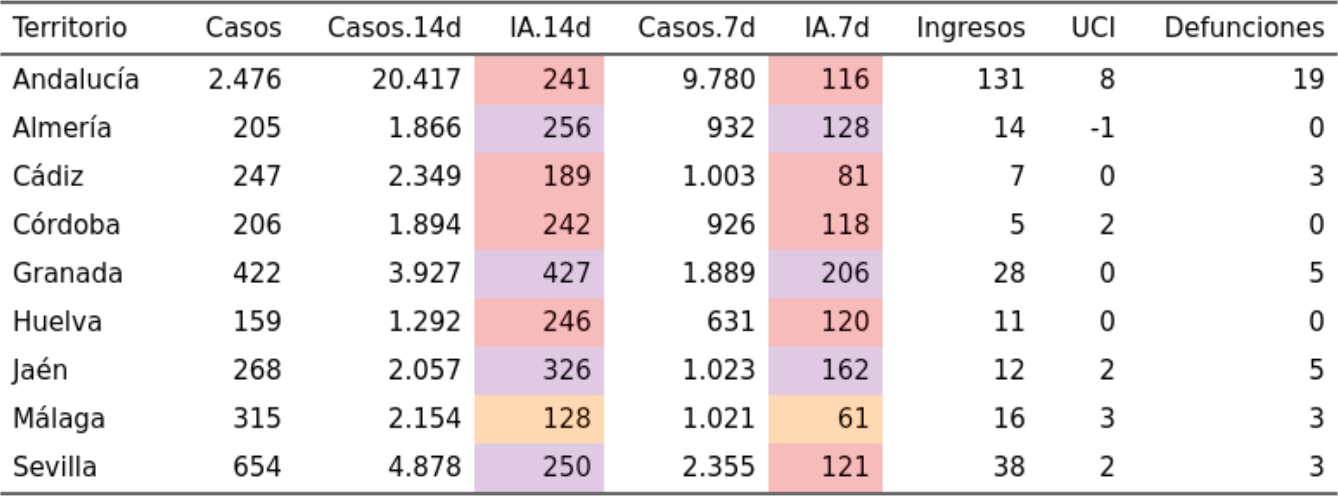 Territorio Casos Casos.14d IA.14d Casos.7d IA.7d Ingresos UCI Defunciones
Andalucía 2.476 20.417 241 9.780 116 131 8 19
Almería 205 1.866 256 932 128 14 -1 0
Cádiz 247 2.349 189 1.003 81 7 0 3
Córdoba 206 1.894 242 926 118 5 2 0
Granada 422 3.927 427 1.889 206 28 0 5
Huelva 159 1.292 246 631 120 11 0 0
Jaén 268 2.057 326 1.023 162 12 2 5
Málaga 315 2.154 128 1.021 61 16 3 3
Sevilla 654 4.878 250 2.355 121 38 2 3